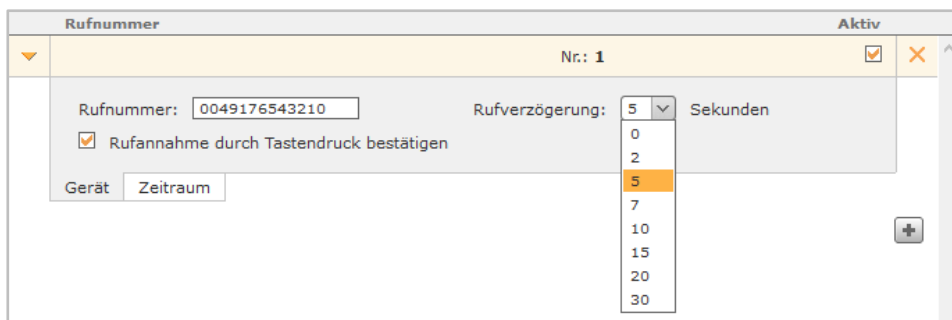 Rufnummer Aktiv
Nr.: 1
Rufnummer: 0049176543210 Rufverzögerung: 5 Sekunden
0
Rufannahme durch Tastendruck bestätigen
2
5
Gerät Zeitraum
7
10
15
20
30